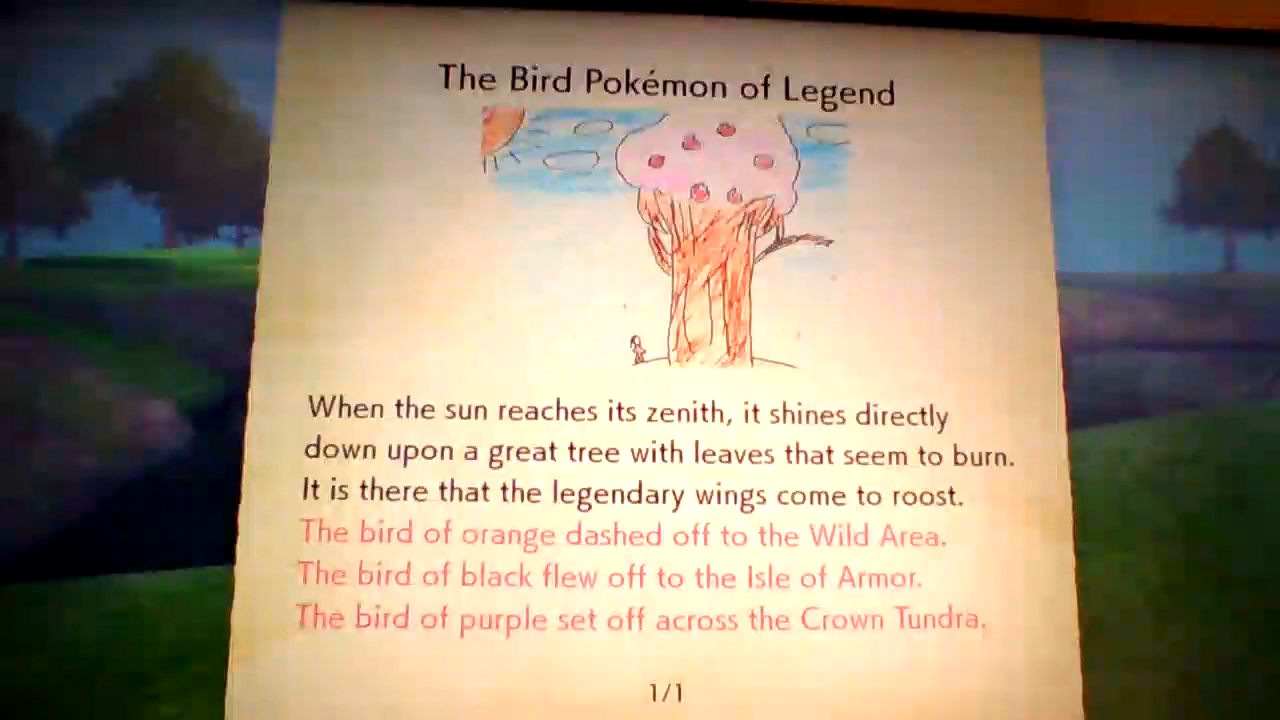 The Bird Pokémon of Legend
When the sun reaches its zenith, it shines directly
down upon a great tree with leaves that seem to burn.
It is there that the legendary wings come to roost.
The bird of orange dashed off to the Wild Area.
The bird of black flew off to the Isle of Armor.
The bird of purple set off across the Crown Tundra.
1/1